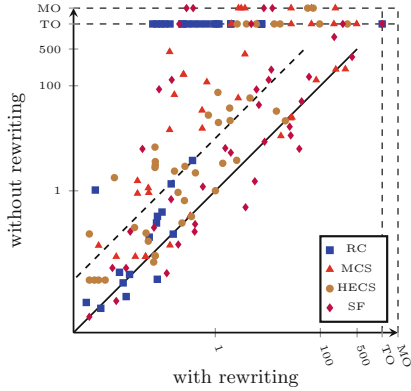 MO
TO
500
100
1
without rewriting
RC
MCS
HECS
SF
1
100
500
TO
MO
with rewriting